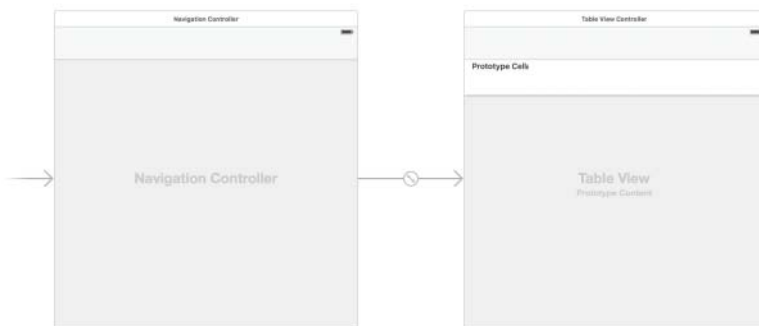 Navigation Controller
Table View Controller
Prototype Cells
Navigation Controller
Table View
Prototype Content